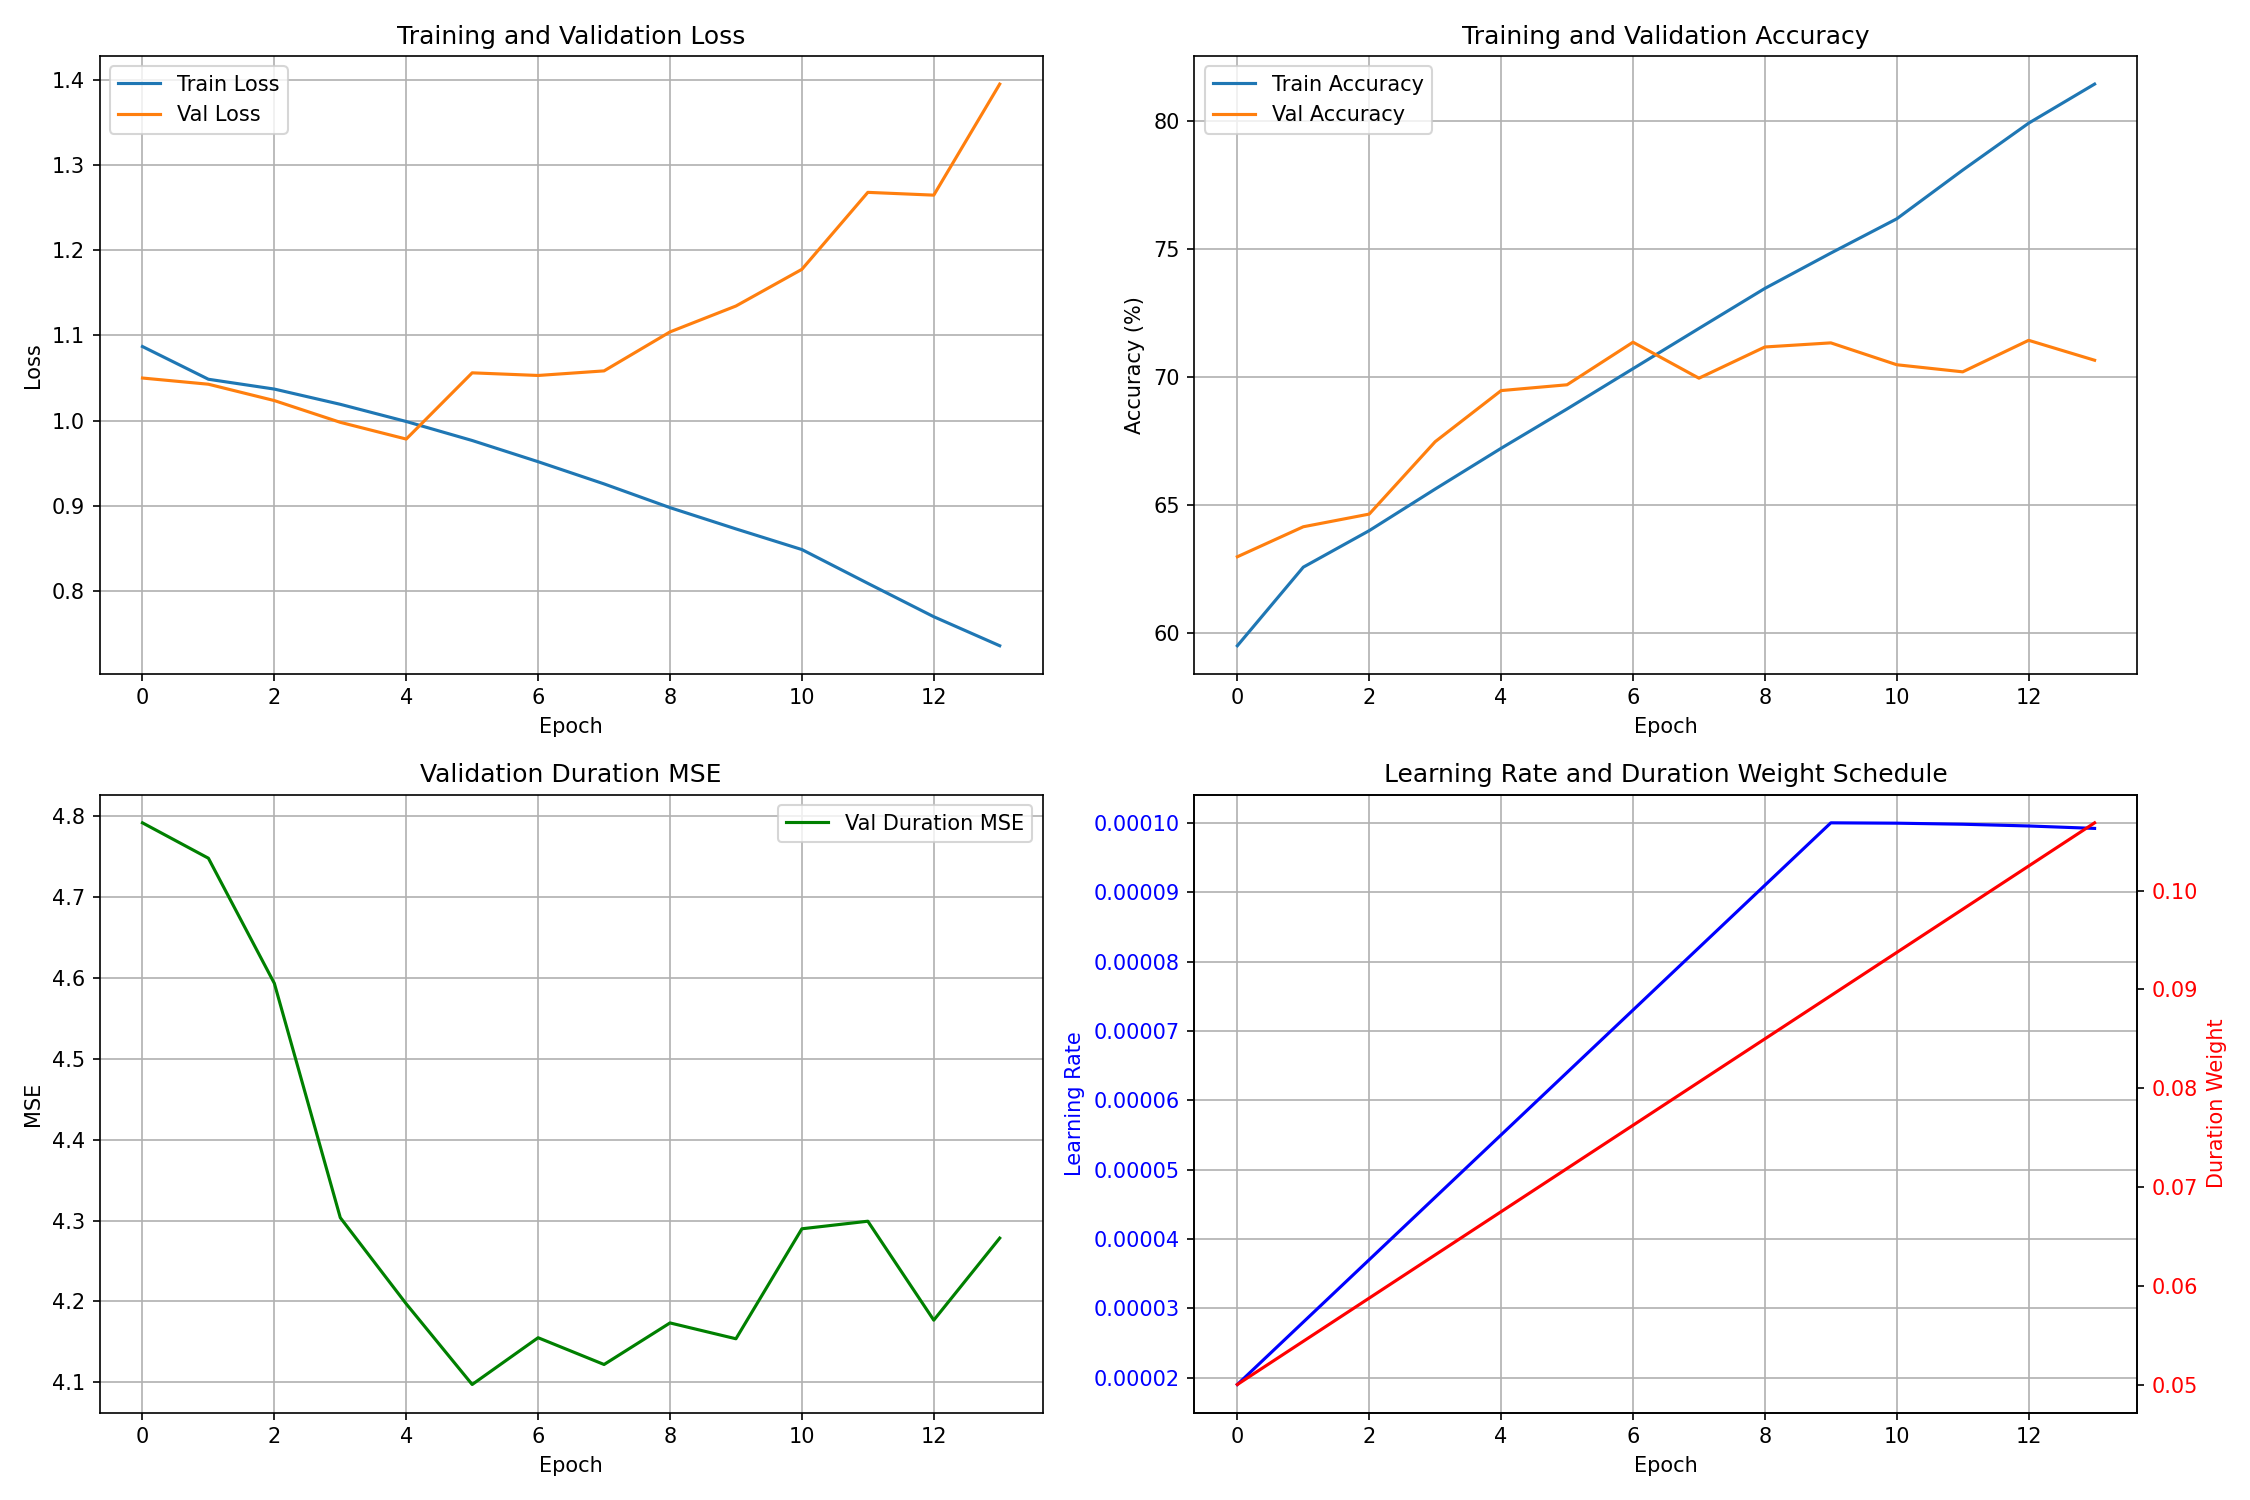 Training and Validation Loss
Train Loss
Val Loss
1.4
1.3
1.2
1.1
1.0
0.9
0.8
Loss
0 2 4 6 8 10 12
Epoch
Training and Validation Accuracy
Train Accuracy
Val Accuracy
80
75
70
65
60
Accuracy (%)
0 2 4 6 8 10 12
Epoch
Validation Duration MSE
Val Duration MSE
4.8
4.7
4.6
4.5
4.4
4.3
4.2
4.1
MSE
0 2 4 6 8 10 12
Epoch
Learning Rate and Duration Weight Schedule
0.00010
0.00009
0.00008
0.00007
0.00006
0.00005
0.00004
0.00003
0.00002
Learning Rate
0.10
0.09
0.08
0.07
0.06
0.05
Duration Weight
0 2 4 6 8 10 12
Epoch